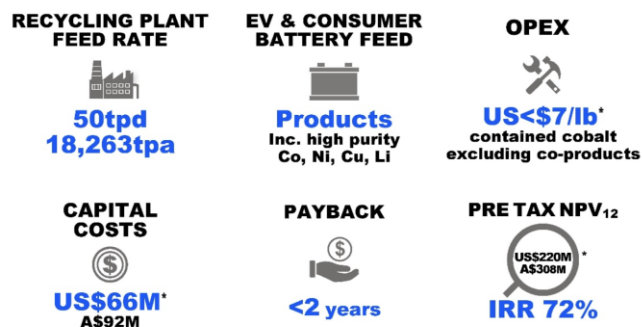 RECYCLING PLANT
FEED RATE
50tpd
18,263tpa
EV & CONSUMER
BATTERY FEED
Products
Inc. high purity
Co, Ni, Cu, Li
OPEX
US<$7/lb*
contained cobalt
excluding co-products
CAPITAL
COSTS
$
US$66M*
A$92M
PAYBACK
$
<2 years
PRE TAX NPV₁₂
US$220M *
A$308M
IRR 72%